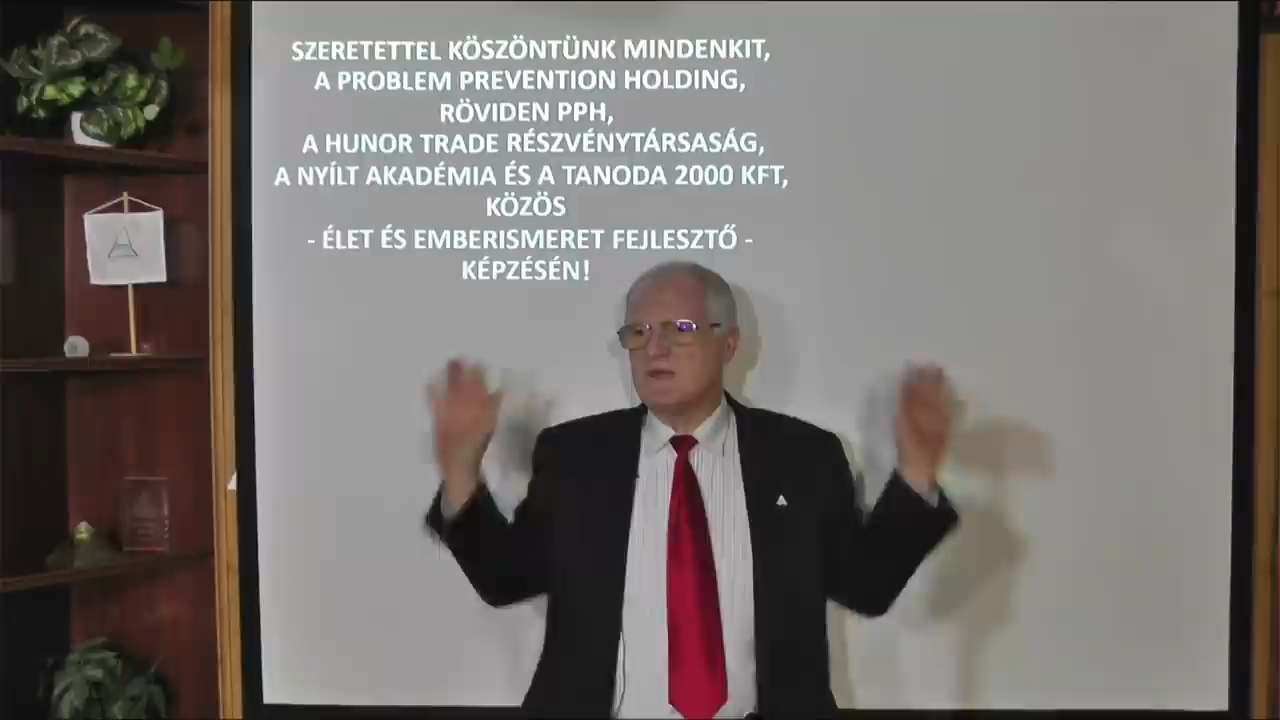 SZERETETTEL KÖSZÖNTÜNK MINDENKIT,
A PROBLEM PREVENTION HOLDING,
RÖVIDEN PPH,
A HUNOR TRADE RÉSZVÉNYTÁRSASÁG,
A NYÍLT AKADÉMIA ÉS A TANODA 2000 KFT,
KÖZÖS
- ÉLET ÉS EMBERISMERET FEJLESZTŐ -
KÉPZÉSÉN!